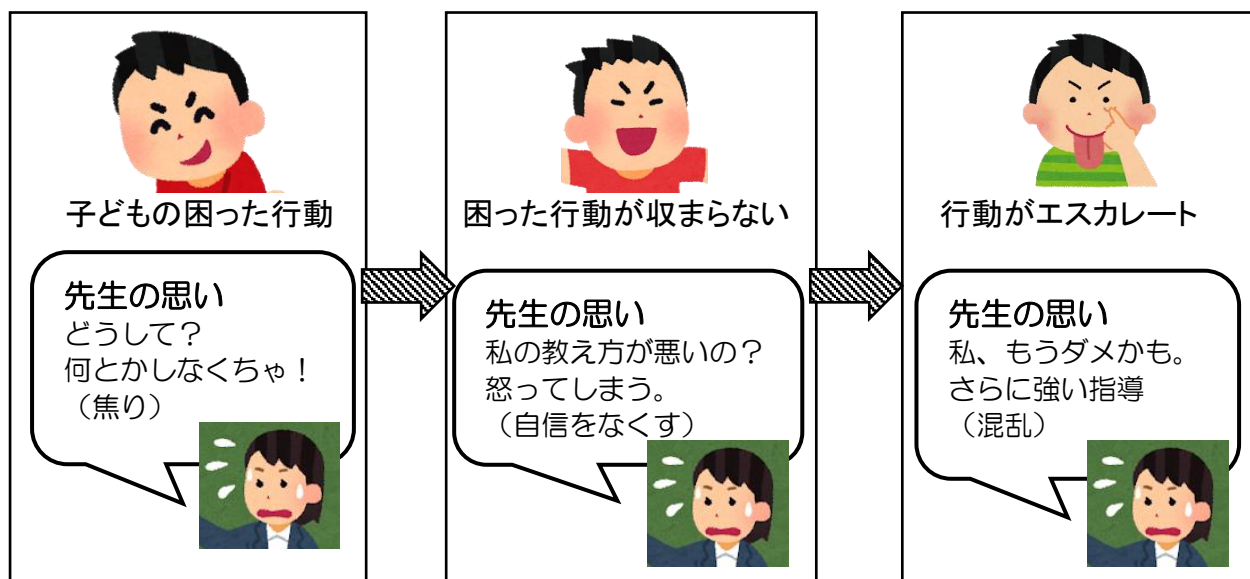 子どもの困った行動
先生の思い
どうして？
何とかしなくちゃ！
（焦り）
困った行動が収まらない
先生の思い
私の教え方が悪いの？
怒ってしまう。
（自信をなくす）
行動がエスカレート
先生の思い
私、もうダメかも。
さらに強い指導
（混乱）